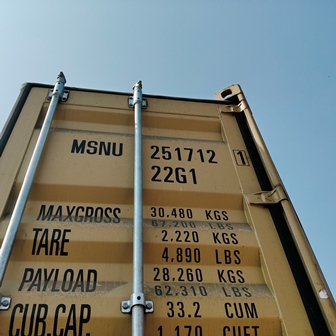 MSNU 251712 1
22G1
MAXGROSS 30.480 KGS
67.200 LBS
TARE 2.220 KGS
4.890 LBS
PAYLOAD 28.260 KGS
62.310 LBS
CUB.CAP. 33.2 CUM
1.170 CUFT